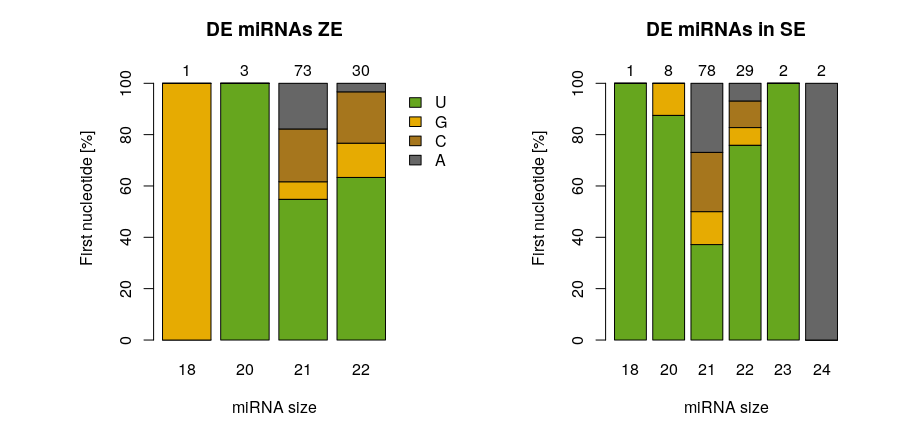 DE miRNAs ZE
1 3 73 30
First nucleotide [%]
0 20 40 60 80 100
18 20 21 22
miRNA size
U
G
C
A
DE miRNAs in SE
1 8 78 29 2 2
First nucleotide [%]
0 20 40 60 80 100
18 20 21 22 23 24
miRNA size